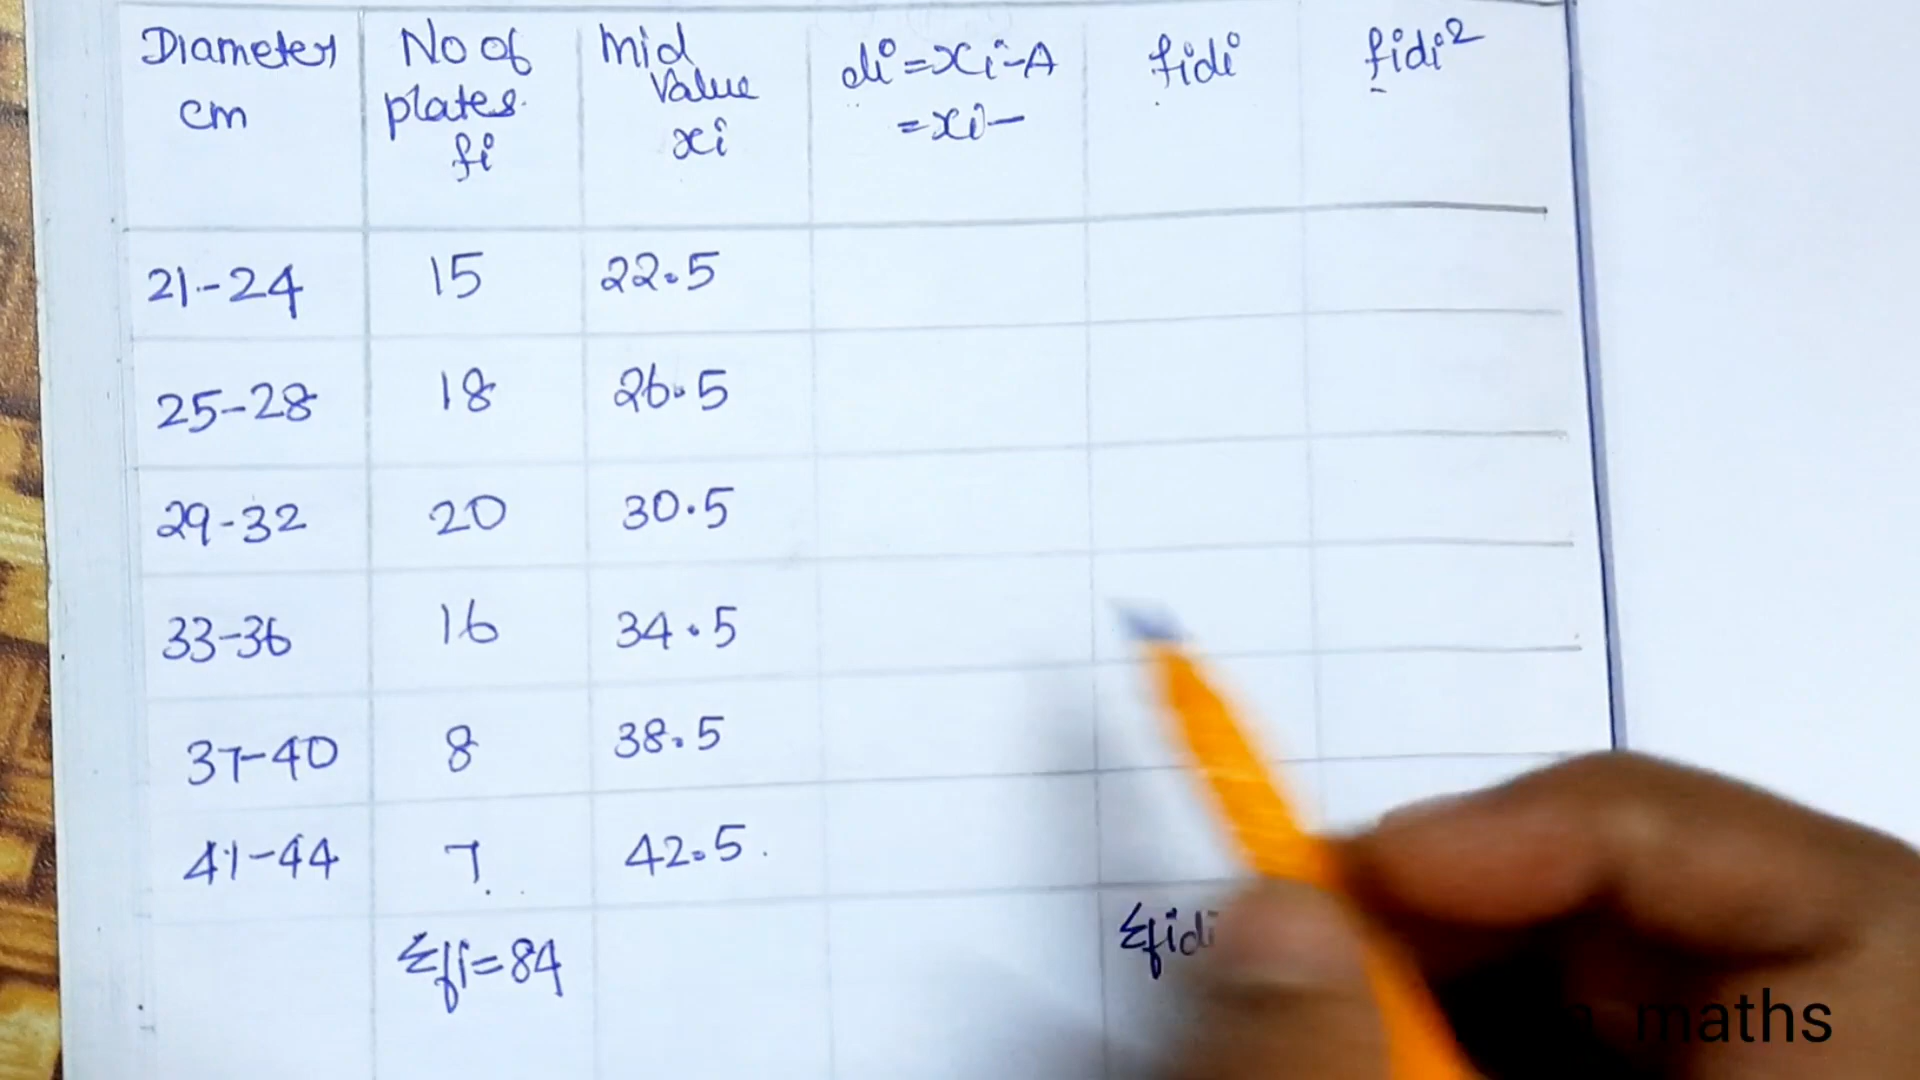 Diameter cm
No of plates. fi
Mid Value xi
di = xi - A
= xi -
fidi
fidi²
21-24 15 22.5
25-28 18 26.5
29-32 20 30.5
33-36 16 34.5
37-40 8 38.5
41-44 7 42.5
Σfi=84
Σfidi
maths